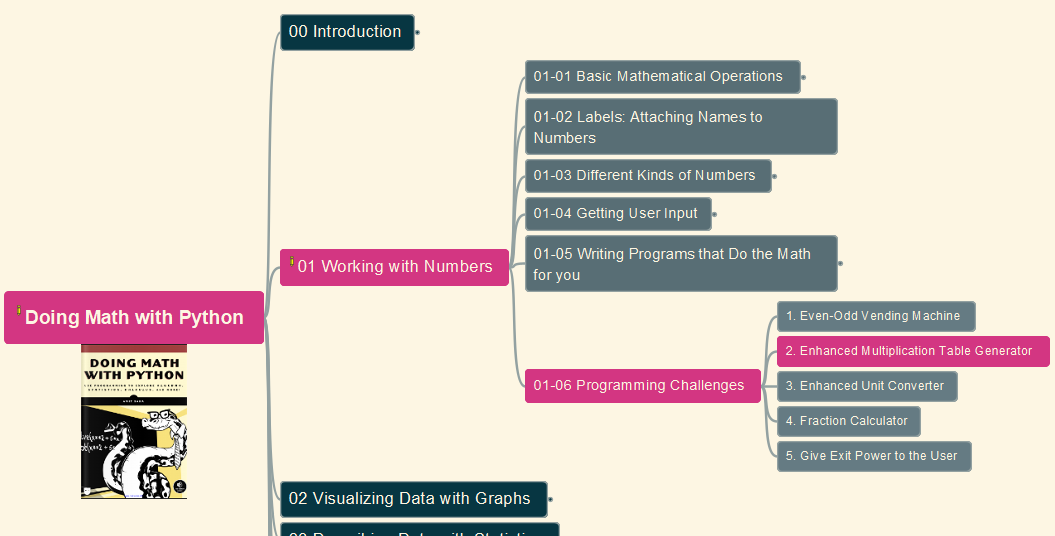 00 Introduction
01-01 Basic Mathematical Operations
01-02 Labels: Attaching Names to
Numbers
01-03 Different Kinds of Numbers
01-04 Getting User Input
01 Working with Numbers
01-05 Writing Programs that Do the Math
for you
Doing Math with Python
1. Even-Odd Vending Machine
2. Enhanced Multiplication Table Generator
01-06 Programming Challenges
3. Enhanced Unit Converter
4. Fraction Calculator
5. Give Exit Power to the User
DOING MATH
WITH PYTHON
02 Visualizing Data with Graphs